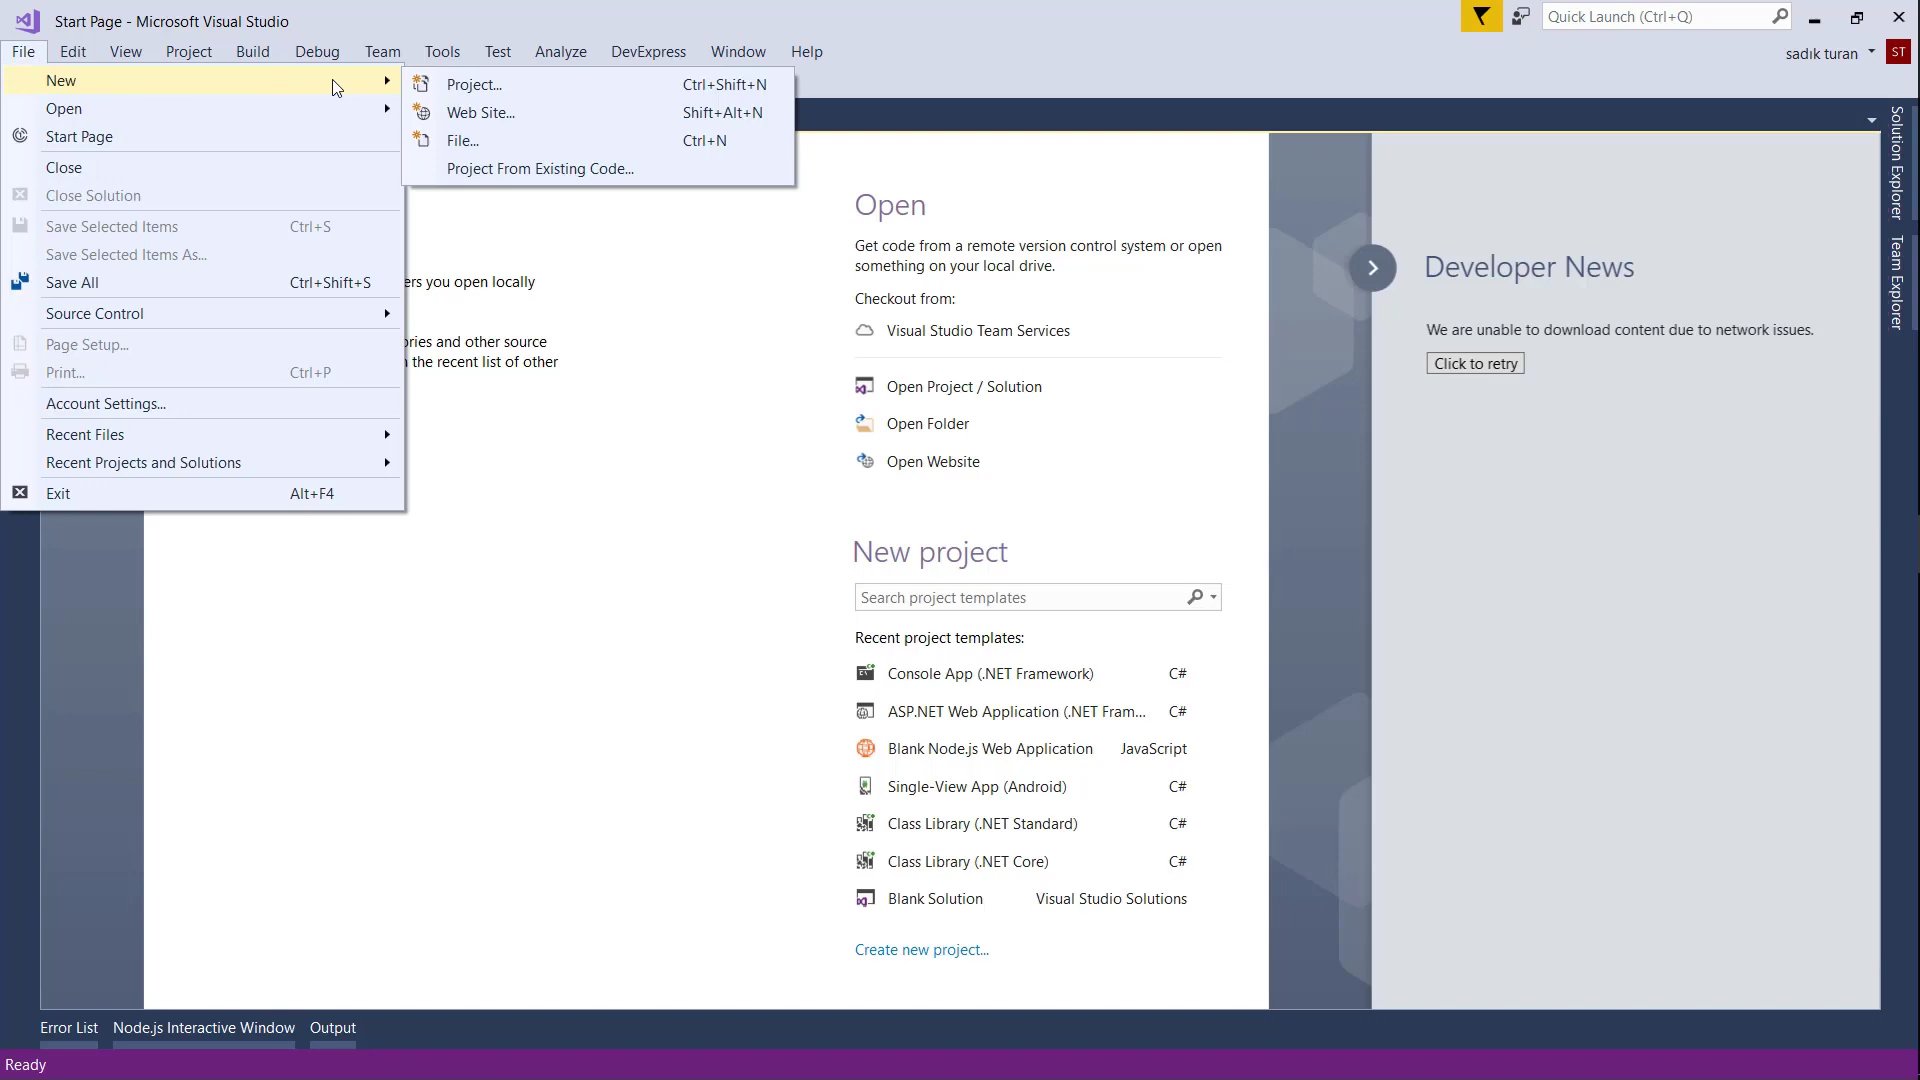 Start Page - Microsoft Visual Studio
Quick Launch (Ctrl+Q)
File Edit View Project Build Debug Team Tools Test Analyze DevExpress Window Help
sadık turan ST
New
Open
Start Page
Close
Close Solution
Save Selected Items Ctrl+S
Save Selected Items As...
Save All Ctrl+Shift+S
Source Control
Page Setup...
Print... Ctrl+P
Account Settings...
Recent Files
Recent Projects and Solutions
Exit Alt+F4
Project... Ctrl+Shift+N
Web Site... Shift+Alt+N
File... Ctrl+N
Project From Existing Code...
ers you open locally
ories and other source
the recent list of other
Open
Get code from a remote version control system or open
something on your local drive.
Checkout from:
Visual Studio Team Services
Open Project / Solution
Open Folder
Open Website
New project
Search project templates
Recent project templates:
Console App (.NET Framework) C#
ASP.NET Web Application (.NET Fram... C#
Blank Node.js Web Application JavaScript
Single-View App (Android) C#
Class Library (.NET Standard) C#
Class Library (.NET Core) C#
Blank Solution Visual Studio Solutions
Create new project...
Developer News
We are unable to download content due to network issues.
Click to retry
Solution Explorer
Team Explorer
Error List Node.js Interactive Window Output
Ready